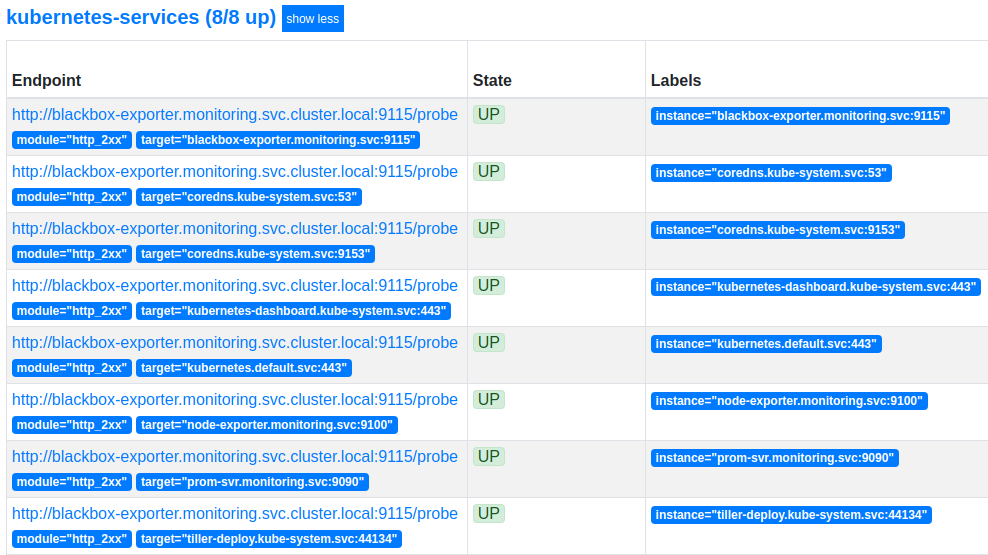 kubernetes-services (8/8 up) show less
Endpoint State Labels
http://blackbox-exporter.monitoring.svc.cluster.local:9115/probe UP instance="blackbox-exporter.monitoring.svc:9115"
module="http_2xx" target="blackbox-exporter.monitoring.svc:9115"
http://blackbox-exporter.monitoring.svc.cluster.local:9115/probe UP instance="coredns.kube-system.svc:53"
module="http_2xx" target="coredns.kube-system.svc:53"
http://blackbox-exporter.monitoring.svc.cluster.local:9115/probe UP instance="coredns.kube-system.svc:9153"
module="http_2xx" target="coredns.kube-system.svc:9153"
http://blackbox-exporter.monitoring.svc.cluster.local:9115/probe UP instance="kubernetes-dashboard.kube-system.svc:443"
module="http_2xx" target="kubernetes-dashboard.kube-system.svc:443"
http://blackbox-exporter.monitoring.svc.cluster.local:9115/probe UP instance="kubernetes.default.svc:443"
module="http_2xx" target="kubernetes.default.svc:443"
http://blackbox-exporter.monitoring.svc.cluster.local:9115/probe UP instance="node-exporter.monitoring.svc:9100"
module="http_2xx" target="node-exporter.monitoring.svc:9100"
http://blackbox-exporter.monitoring.svc.cluster.local:9115/probe UP instance="prom-svr.monitoring.svc:9090"
module="http_2xx" target="prom-svr.monitoring.svc:9090"
http://blackbox-exporter.monitoring.svc.cluster.local:9115/probe UP instance="tiller-deploy.kube-system.svc:44134"
module="http_2xx" target="tiller-deploy.kube-system.svc:44134"